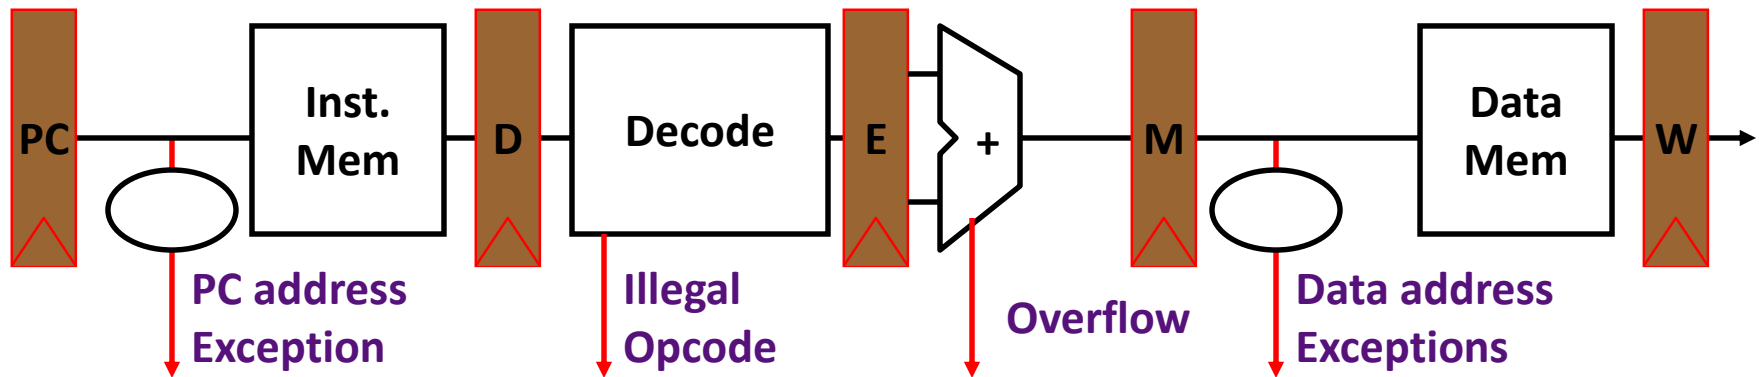 PC
Inst.
Mem
D
Decode
E
+
M
Data
Mem
W
PC address
Exception
Illegal
Opcode
Overflow
Data address
Exceptions